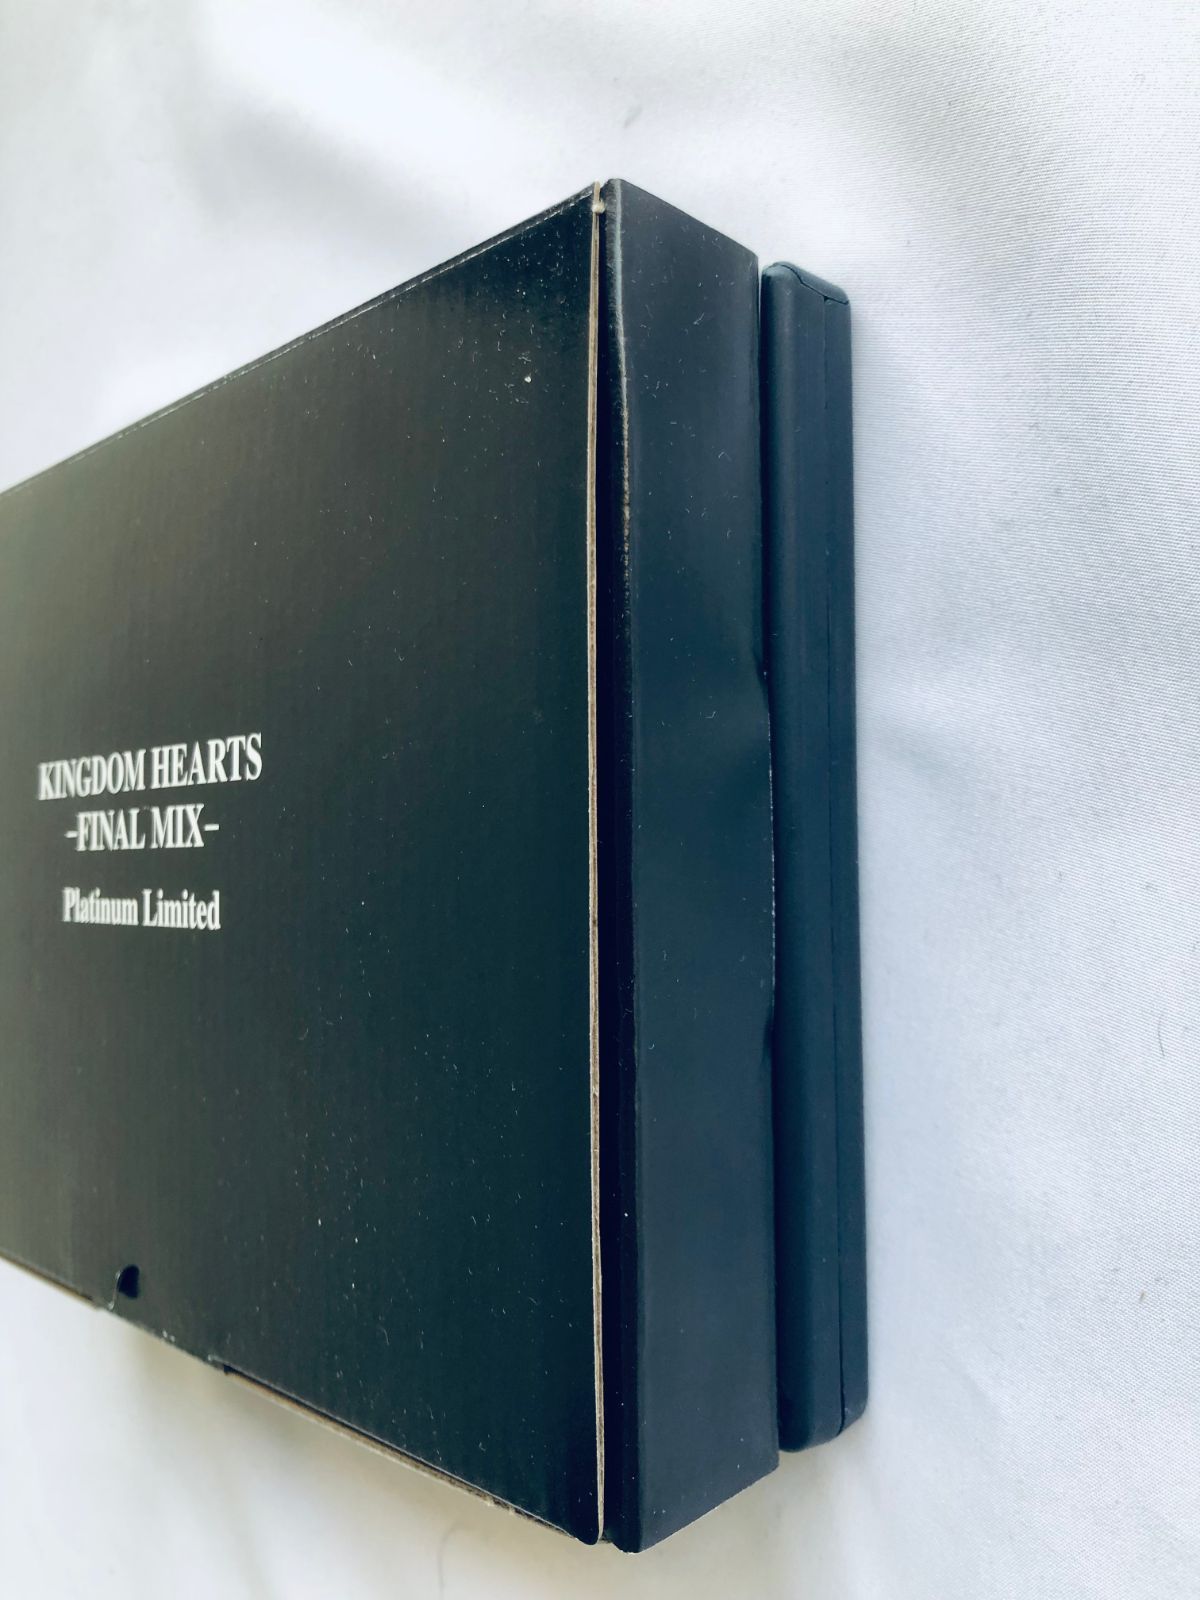 KINGDOM HEARTS
-FINAL MIX-
Platinum Limited